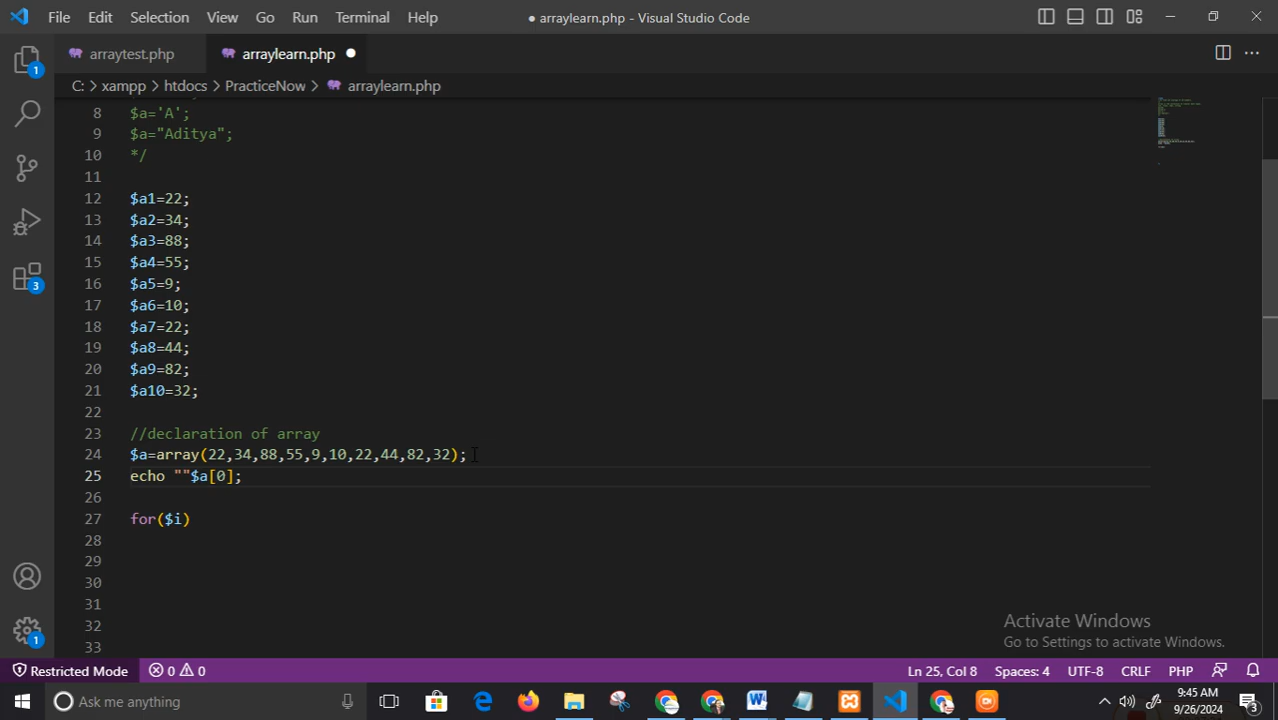 File Edit Selection View Go Run Terminal Help
● arraylearn.php - Visual Studio Code
arraytest.php
arraylearn.php ●
C: > xampp > htdocs > PracticeNow > arraylearn.php
8 $a='A';
9 $a="Aditya";
10 */
11
12 $a1=22;
13 $a2=34;
14 $a3=88;
15 $a4=55;
16 $a5=9;
17 $a6=10;
18 $a7=22;
19 $a8=44;
20 $a9=82;
21 $a10=32;
22
23 //declaration of array
24 $a=array(22,34,88,55,9,10,22,44,82,32);
25 echo ""$a[0];
26
27 for($i)
28
29
30
31
32
33
1
3
1
Activate Windows
Go to Settings to activate Windows.
Restricted Mode 0 0 Ln 25, Col 8 Spaces: 4 UTF-8 CRLF PHP
Ask me anything
9:45 AM
9/26/2024
3